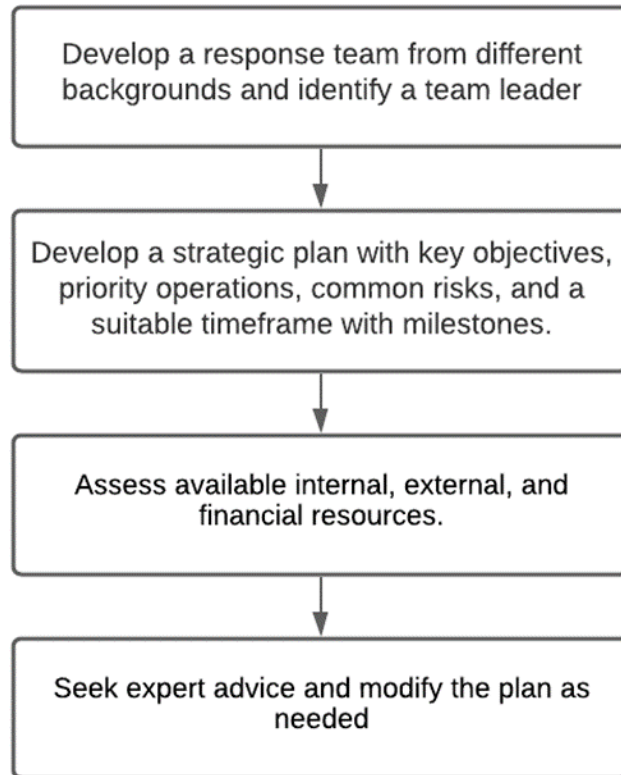 Develop a response team from different
backgrounds and identify a team leader
Develop a strategic plan with key objectives,
priority operations, common risks, and a
suitable timeframe with milestones.
Assess available internal, external, and
financial resources.
Seek expert advice and modify the plan as
needed